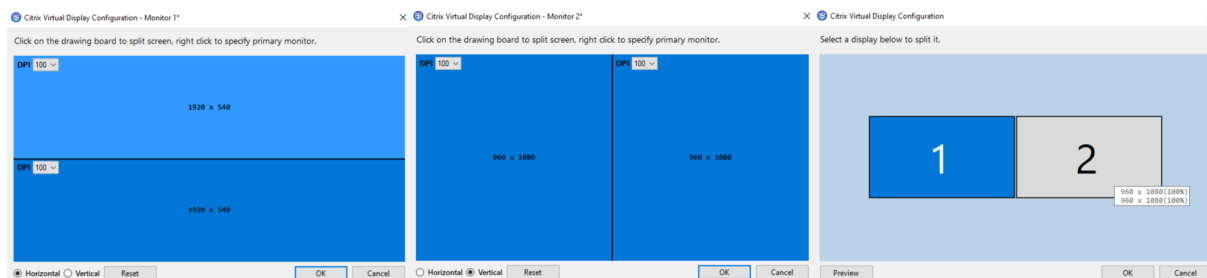 Citrix Virtual Display Configuration - Monitor 1*
Click on the drawing board to split screen, right click to specify primary monitor.
DPI 100
1920 x 540
DPI 100
1920 x 540
Horizontal Vertical Reset OK Cancel
Citrix Virtual Display Configuration - Monitor 2*
Click on the drawing board to split screen, right click to specify primary monitor.
DPI 100 DPI 100
960 x 1080 960 x 1080
Horizontal Vertical Reset OK Cancel
Citrix Virtual Display Configuration
Select a display below to split it.
1 2
960 x 1080(100%)
960 x 1080(100%)
Preview OK Cancel